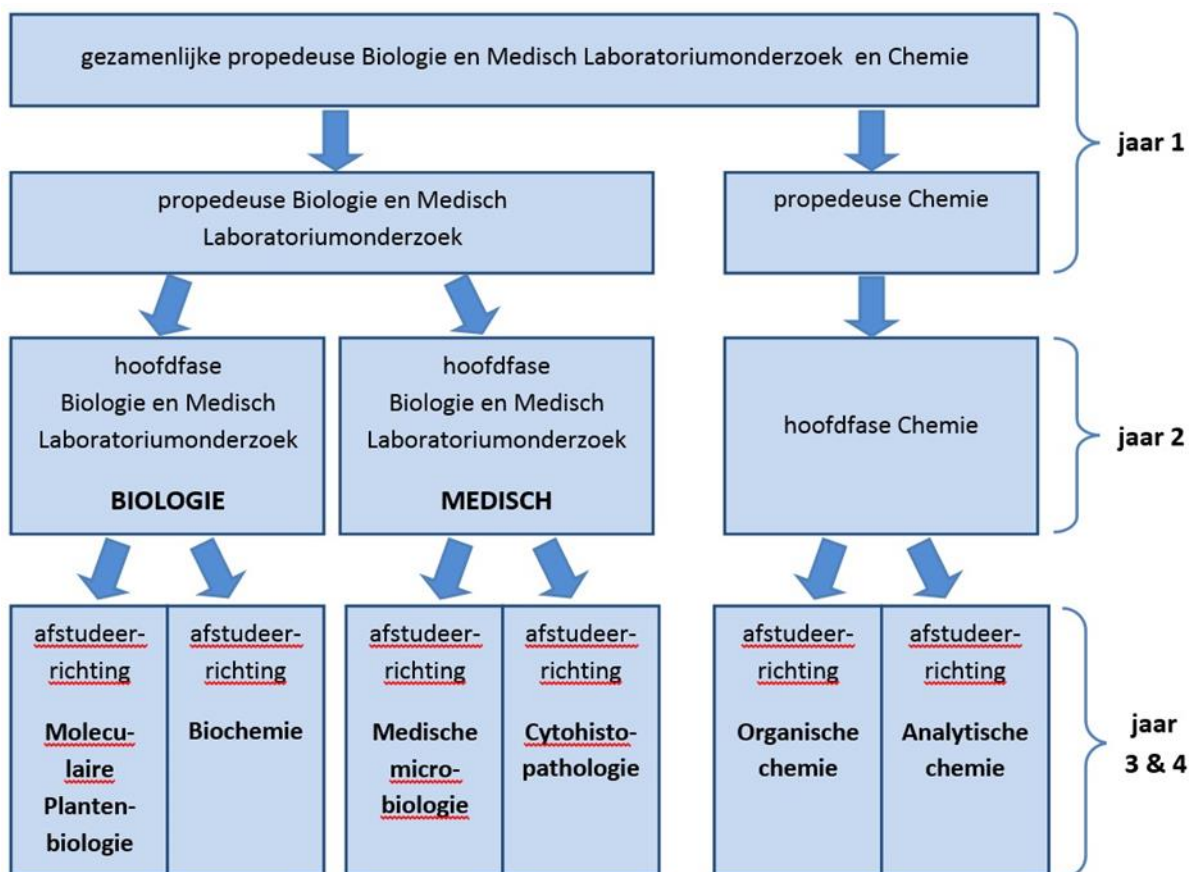 gezamenlijke propedeuse Biologie en Medisch Laboratoriumonderzoek en Chemie
jaar 1
propedeuse Biologie en Medisch
Laboratoriumonderzoek
propedeuse Chemie
hoofdfase
Biologie en Medisch
Laboratoriumonderzoek
BIOLOGIE
hoofdfase
Biologie en Medisch
Laboratoriumonderzoek
MEDISCH
hoofdfase Chemie
jaar 2
afstudeer-
richting
Molecu-
laire
Planten-
biologie
afstudeer-
richting
Biochemie
afstudeer-
richting
Medische
micro-
biologie
afstudeer-
richting
Cytohisto-
pathologie
afstudeer-
richting
Organische
chemie
afstudeer-
richting
Analytische
chemie
jaar
3 & 4